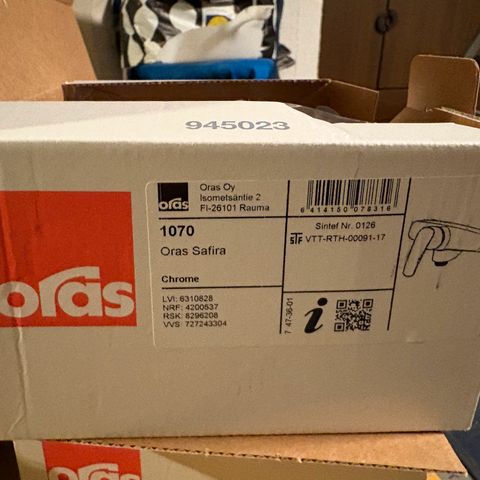 945023
oras
oras
Oras Oy
Isometsäntie 2
FI-26101 Rauma
6 414150 078316
1070
Oras Safira
Sintef Nr. 0126
STF VTT-RTH-00091-17
Chrome
LVI: 6310828
NRF: 4200537
RSK: 8296208
VVS: 727243304
7 47-36-01
i
oras